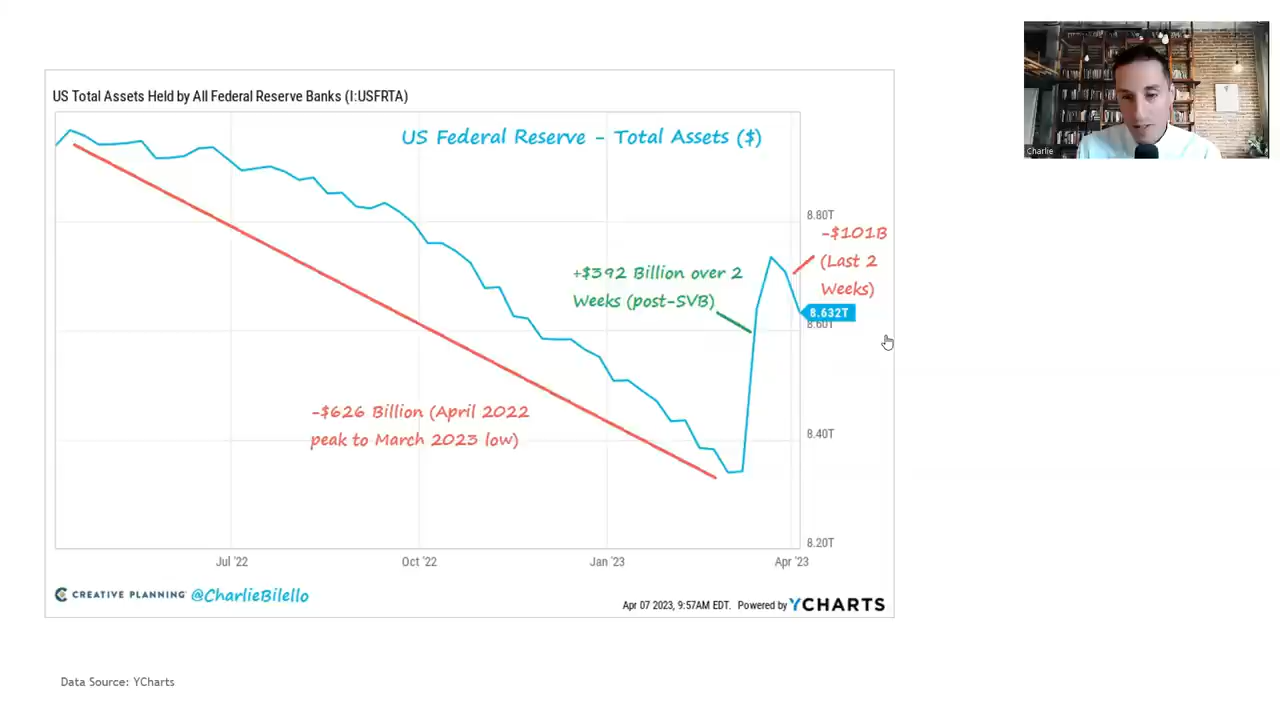 Charlie
US Total Assets Held by All Federal Reserve Banks (I:USFRTA)
US Federal Reserve - Total Assets ($)
8.80T
-$101B
(Last 2
Weeks)
+$392 Billion over 2
Weeks (post-SVB)
8.632T
8.60T
-$626 Billion (April 2022
peak to March 2023 low)
8.40T
8.20T
Jul '22
Oct '22
Jan '23
Apr '23
CREATIVE PLANNING @CharlieBilello
Apr 07 2023, 9:57AM EDT. Powered by YCHARTS
Data Source: YCharts